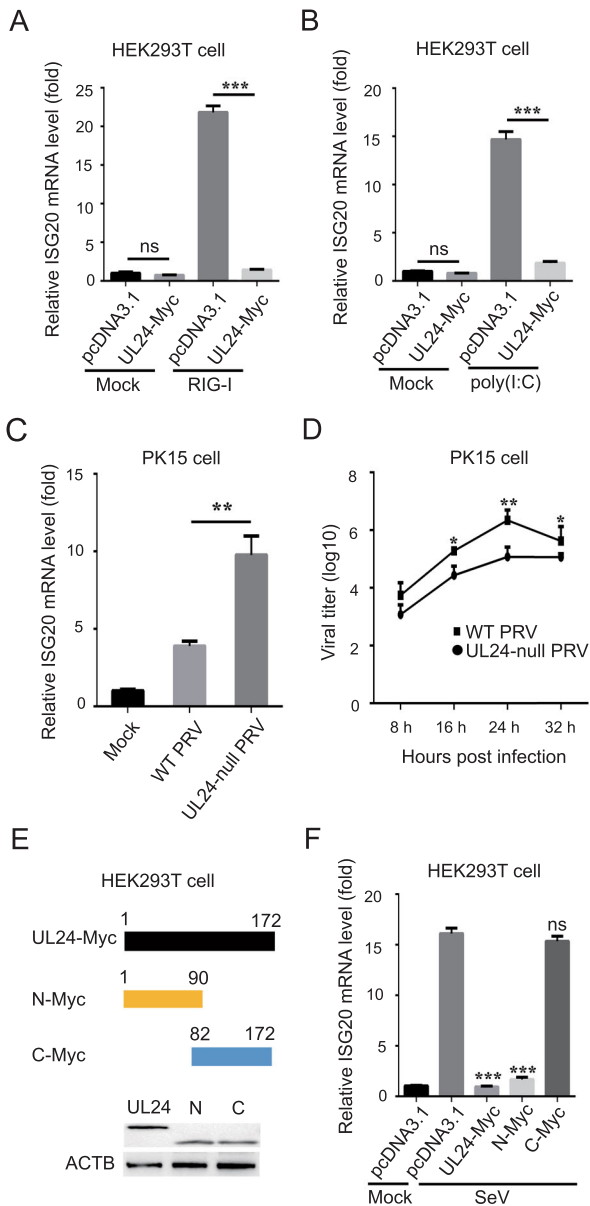 A
HEK293T cell
Relative ISG20 mRNA level (fold)
25
20
15
10
5
0
ns
***
pcDNA3.1
UL24-Myc
pcDNA3.1
UL24-Myc
Mock
RIG-I
B
HEK293T cell
Relative ISG20 mRNA level (fold)
20
15
10
5
0
ns
***
pcDNA3.1
UL24-Myc
pcDNA3.1
UL24-Myc
Mock
poly(I:C)
C
PK15 cell
Relative ISG20 mRNA level (fold)
15
10
5
0
**
Mock
WT PRV
UL24-null PRV
D
PK15 cell
Viral titer (log10)
8
6
4
2
0
*
**
*
WT PRV
UL24-null PRV
8 h 16 h 24 h 32 h
Hours post infection
E
HEK293T cell
1 172
UL24-Myc
1 90
N-Myc
82 172
C-Myc
UL24 N C
ACTB
F
HEK293T cell
Relative ISG20 mRNA level (fold)
20
15
10
5
0
***
***
ns
pcDNA3.1
pcDNA3.1
UL24-Myc
N-Myc
C-Myc
Mock
SeV